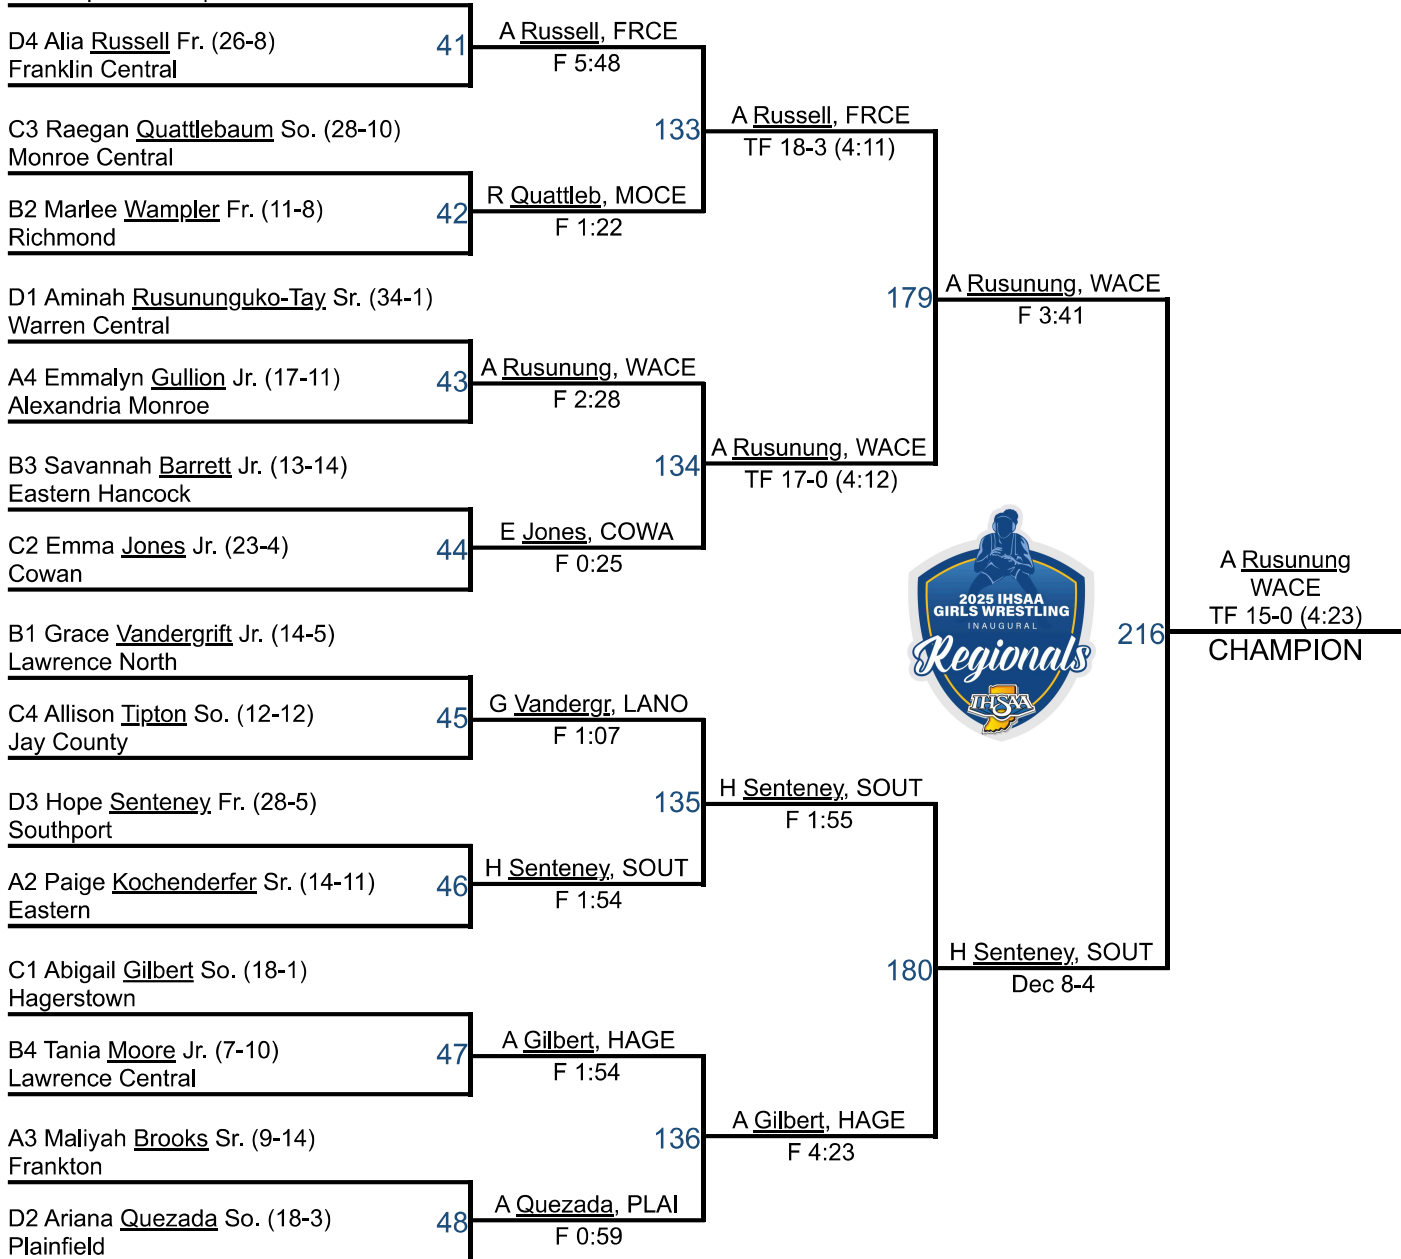 D4 Alia Russell Fr. (26-8)
Franklin Central
41
A Russell, FRCE
F 5:48
C3 Raegan Quattlebaum So. (28-10)
Monroe Central
133
A Russell, FRCE
TF 18-3 (4:11)
B2 Marlee Wampler Fr. (11-8)
Richmond
42
R Quattleb, MOCE
F 1:22
D1 Aminah Rusununguko-Tay Sr. (34-1)
Warren Central
179
A Rusunung, WACE
F 3:41
A4 Emmalyn Gullion Jr. (17-11)
Alexandria Monroe
43
A Rusunung, WACE
F 2:28
B3 Savannah Barrett Jr. (13-14)
Eastern Hancock
134
A Rusunung, WACE
TF 17-0 (4:12)
C2 Emma Jones Jr. (23-4)
Cowan
44
E Jones, COWA
F 0:25
2025 IHSAA
GIRLS WRESTLING
INAUGURAL
Regionals
IHSAA
216
A Rusunung
WACE
TF 15-0 (4:23)
CHAMPION
B1 Grace Vandergrift Jr. (14-5)
Lawrence North
C4 Allison Tipton So. (12-12)
Jay County
45
G Vandergr, LANO
F 1:07
D3 Hope Senteney Fr. (28-5)
Southport
135
H Senteney, SOUT
F 1:55
A2 Paige Kochenderfer Sr. (14-11)
Eastern
46
H Senteney, SOUT
F 1:54
C1 Abigail Gilbert So. (18-1)
Hagerstown
180
H Senteney, SOUT
Dec 8-4
B4 Tania Moore Jr. (7-10)
Lawrence Central
47
A Gilbert, HAGE
F 1:54
A3 Maliyah Brooks Sr. (9-14)
Frankton
136
A Gilbert, HAGE
F 4:23
D2 Ariana Quezada So. (18-3)
Plainfield
48
A Quezada, PLAI
F 0:59